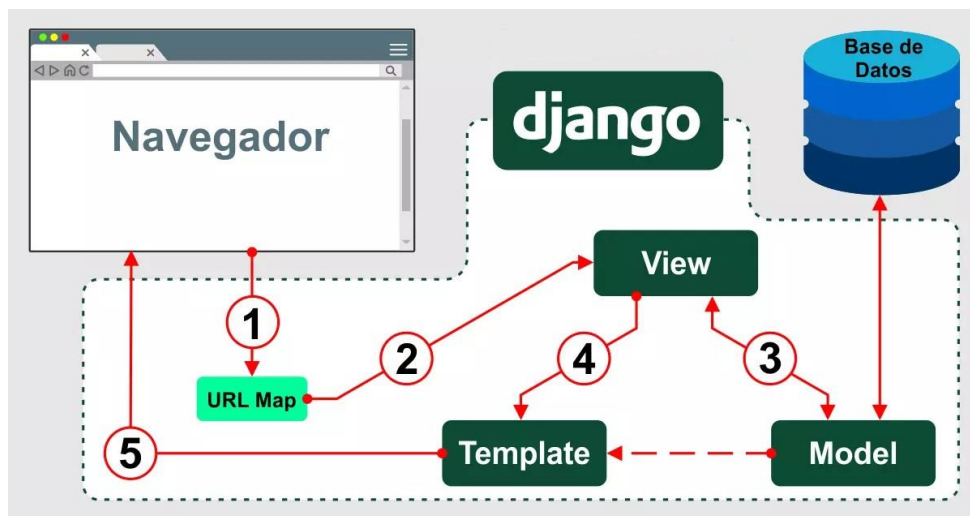 Navegador
django
Base de
Datos
View
1
2
4
3
URL Map
5
Template
Model